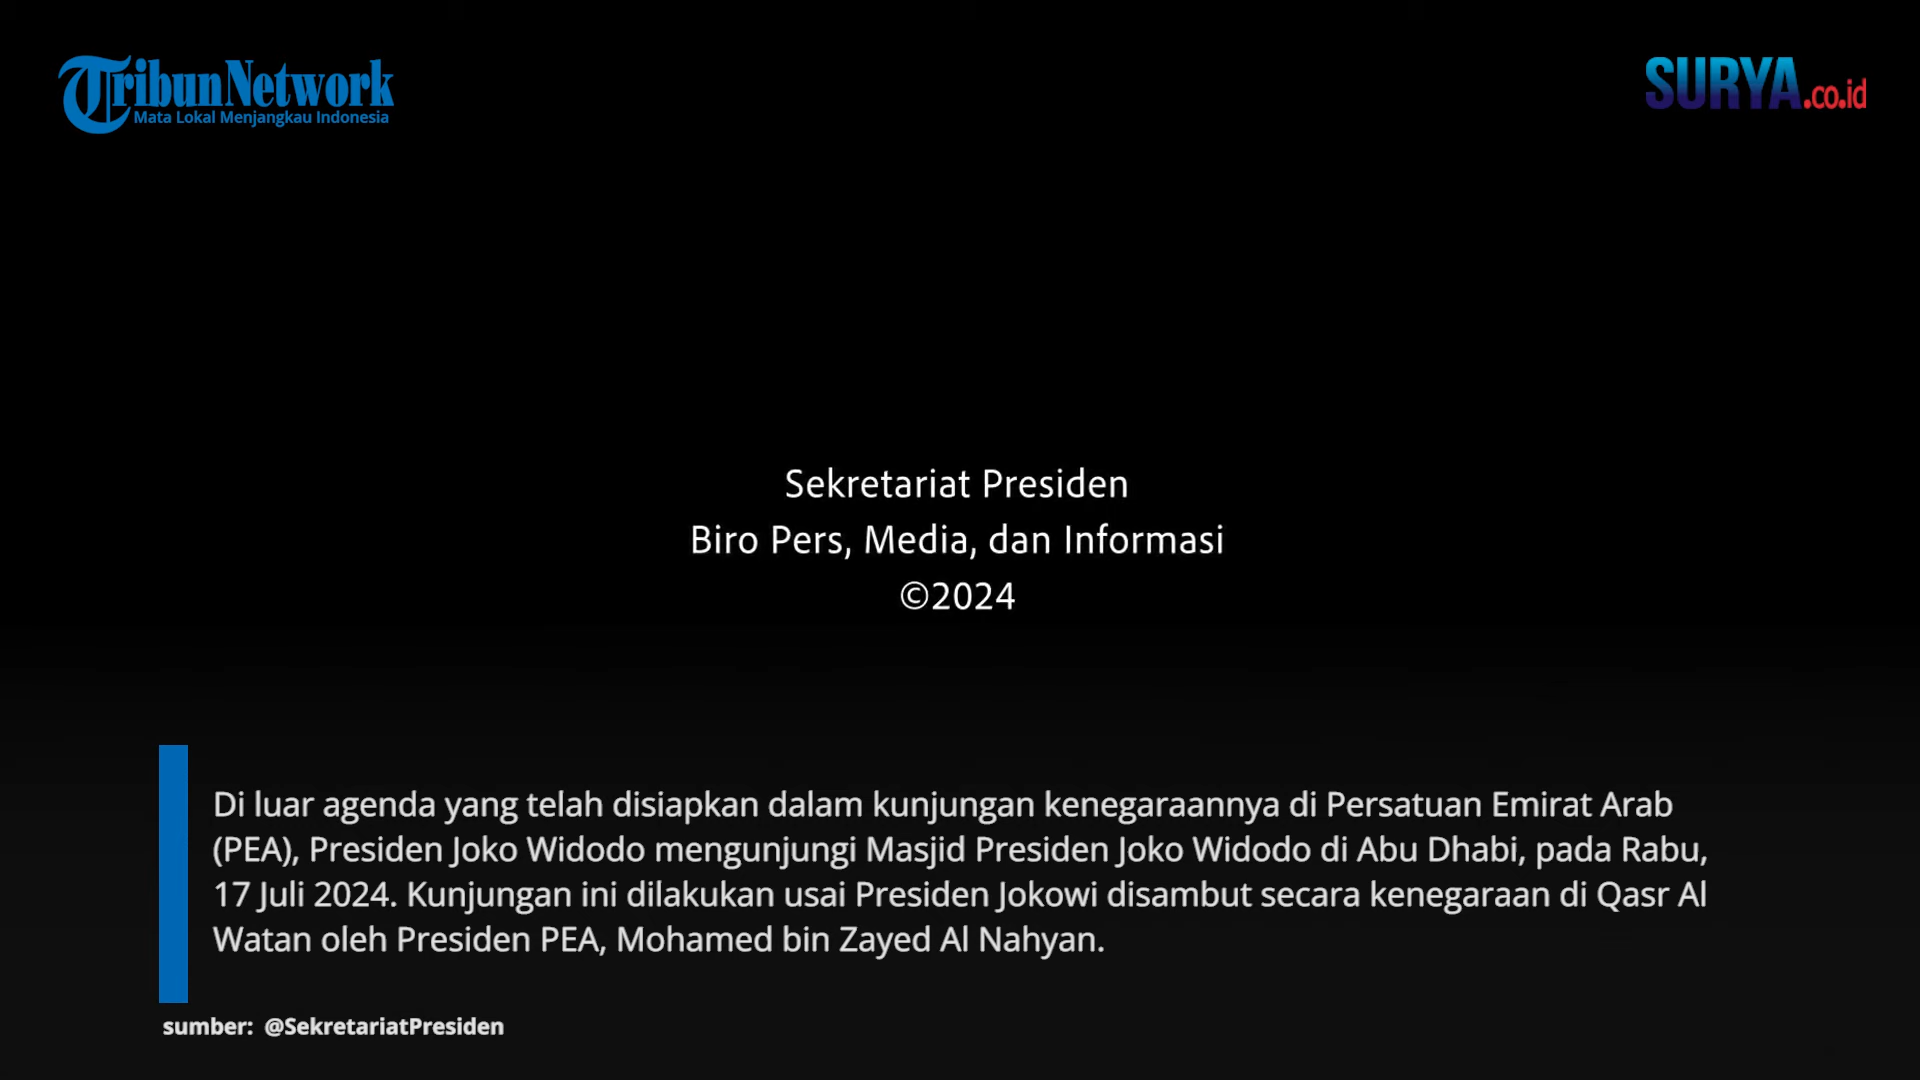 TribunNetwork
Mata Lokal Menjangkau Indonesia
SURYA.co.id
Sekretariat Presiden
Biro Pers, Media, dan Informasi
©2024
Di luar agenda yang telah disiapkan dalam kunjungan kenegaraannya di Persatuan Emirat Arab
(PEA), Presiden Joko Widodo mengunjungi Masjid Presiden Joko Widodo di Abu Dhabi, pada Rabu,
17 Juli 2024. Kunjungan ini dilakukan usai Presiden Jokowi disambut secara kenegaraan di Qasr Al
Watan oleh Presiden PEA, Mohamed bin Zayed Al Nahyan.
sumber: @SekretariatPresiden